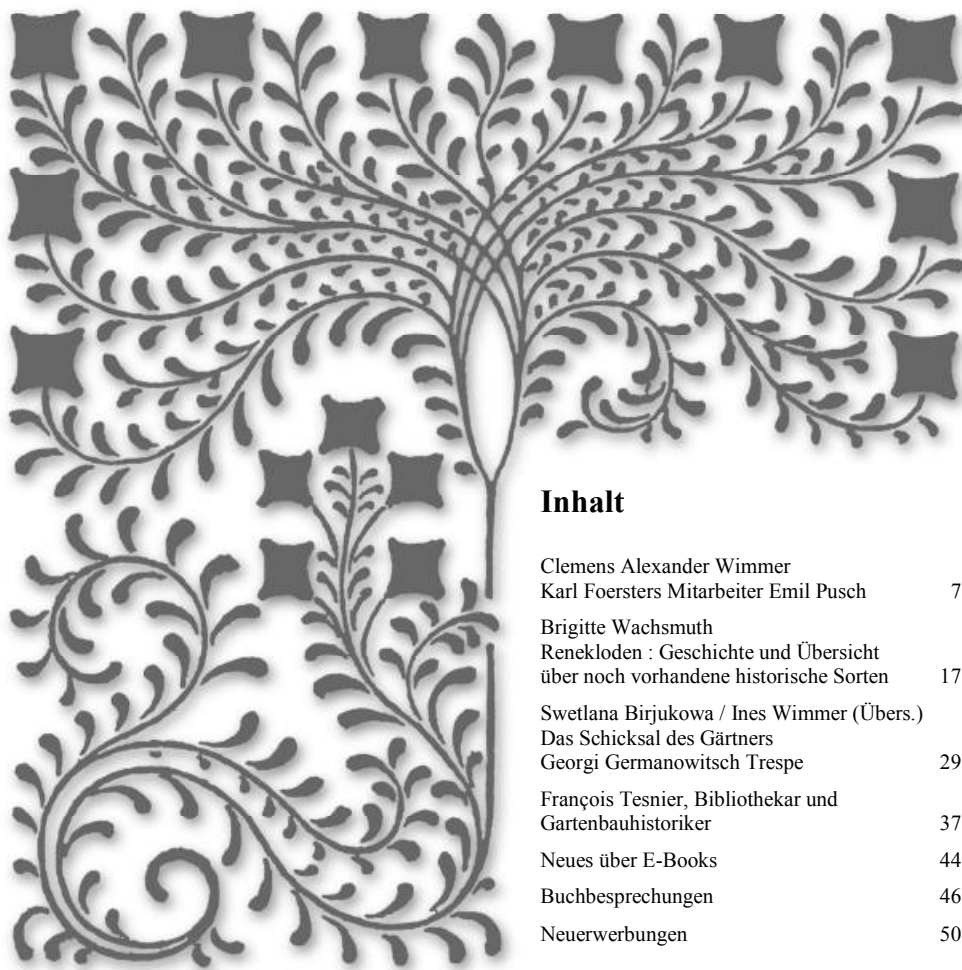 Inhalt
Clemens Alexander Wimmer
Karl Foersters Mitarbeiter Emil Pusch 7
Brigitte Wachsmuth
Renekloden : Geschichte und Übersicht
über noch vorhandene historische Sorten 17
Swetlana Birjukowa / Ines Wimmer (Übers.)
Das Schicksal des Gärtners
Georgi Germanowitsch Trespe 29
François Tesnier, Bibliothekar und
Gartenbauhistoriker 37
Neues über E-Books 44
Buchbesprechungen 46
Neuerwerbungen 50